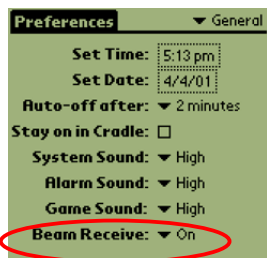 Preferences ▼ General
Set Time: 5:13 pm
Set Date: 4/4/01
Auto-off after: ▼ 2 minutes
Stay on in Cradle: ☐
System Sound: ▼ High
Alarm Sound: ▼ High
Game Sound: ▼ High
Beam Receive: ▼ On